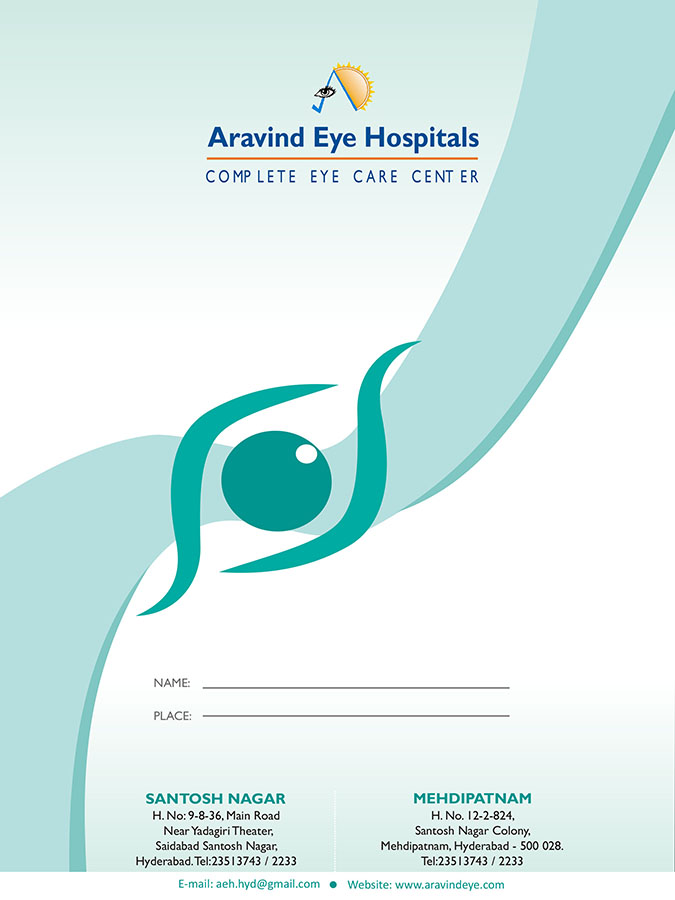 Aravind Eye Hospitals
COMPLETE EYE CARE CENTER
NAME:
PLACE:
SANTOSH NAGAR
H. No: 9-8-36, Main Road
Near Yadagiri Theater,
Saidabad Santosh Nagar,
Hyderabad.Tel:23513743 / 2233
MEHDIPATNAM
H. No. 12-2-824,
Santosh Nagar Colony,
Mehdipatnam, Hyderabad - 500 028.
Tel:23513743 / 2233
E-mail: aeh.hyd@gmail.com ● Website: www.aravindeye.com